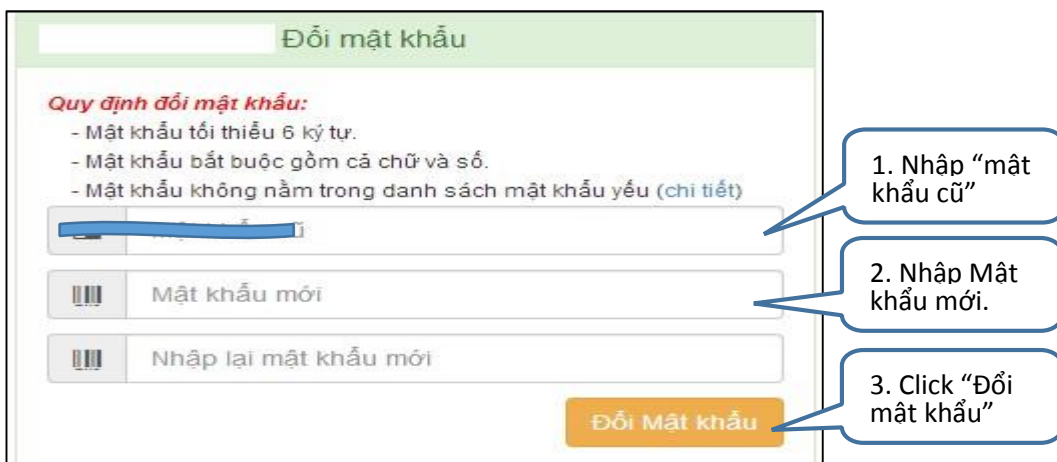 Đổi mật khẩu
Quy định đổi mật khẩu:
- Mật khẩu tối thiểu 6 ký tự.
- Mật khẩu bắt buộc gồm cả chữ và số.
- Mật khẩu không nằm trong danh sách mật khẩu yếu (chi tiết)
Mật khẩu mới
Nhập lại mật khẩu mới
Đổi Mật khẩu
1. Nhập “mật
khẩu cũ”
2. Nhập Mật
khẩu mới.
3. Click “Đổi
mật khẩu”